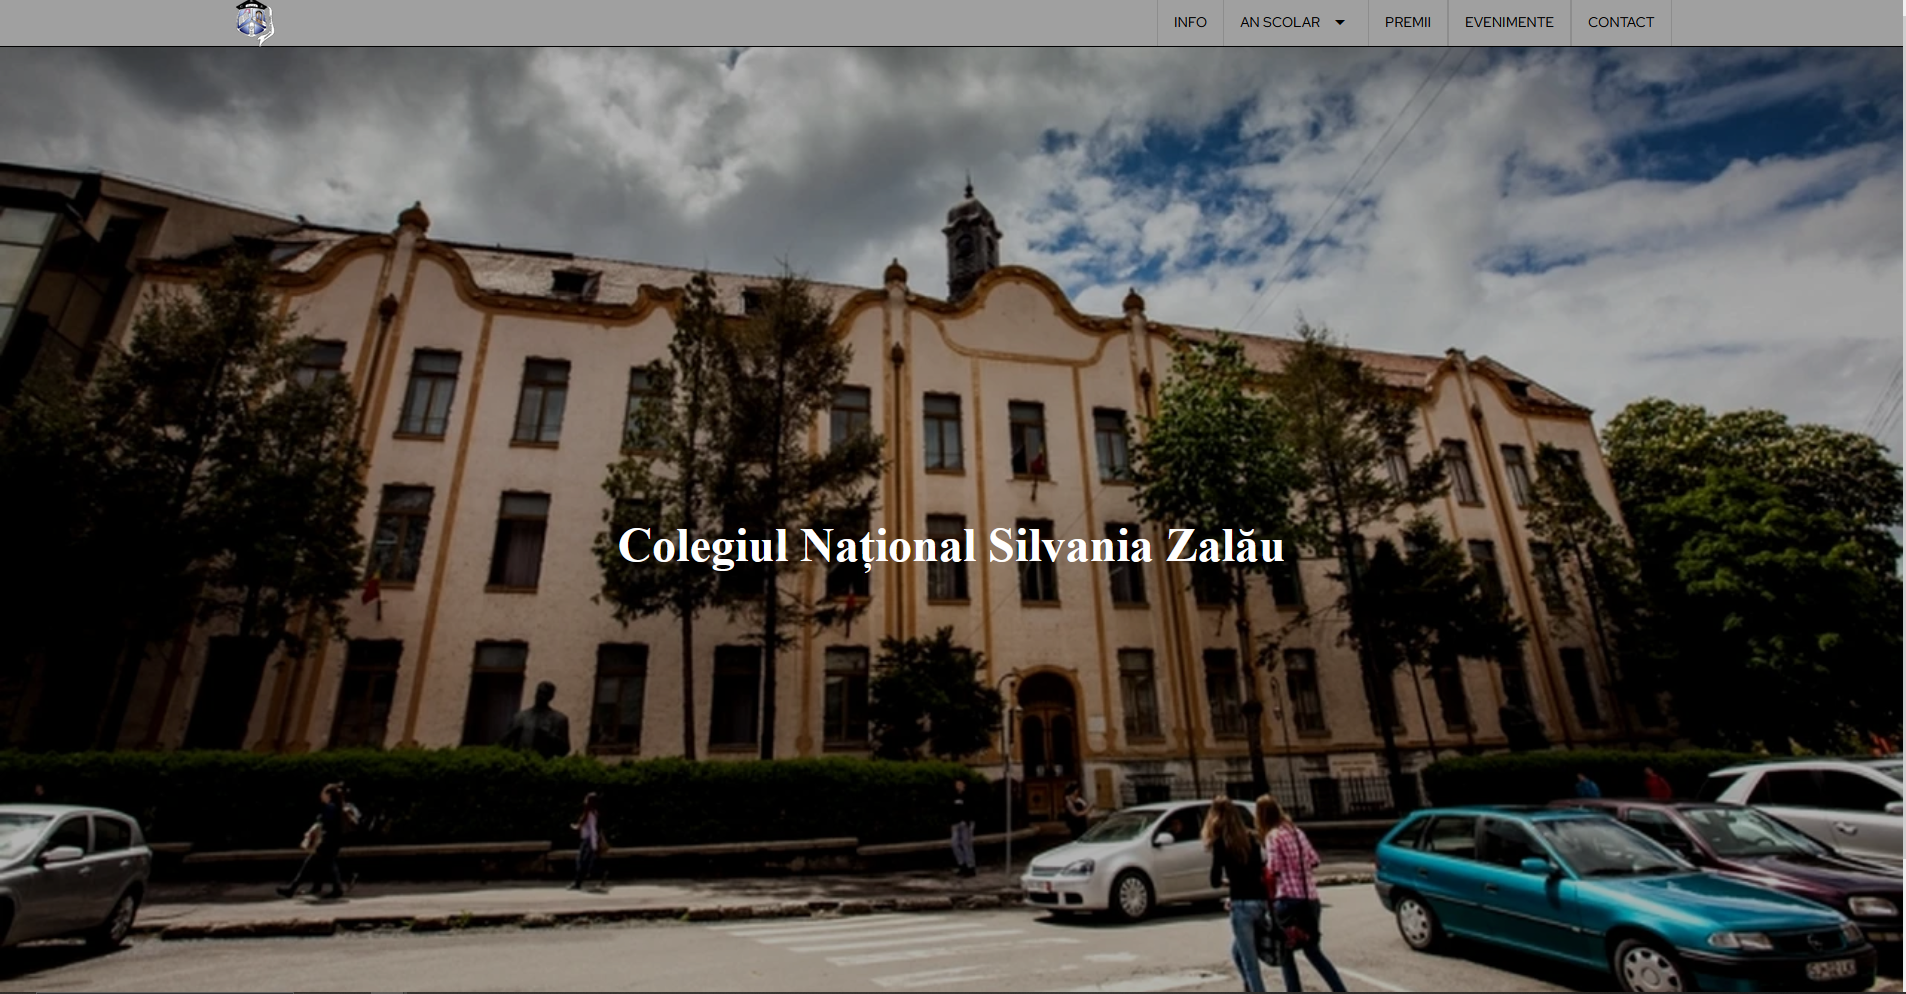 INFO
AN SCOLAR
PREMII
EVENIMENTE
CONTACT
Colegiul Național Silvania Zalău